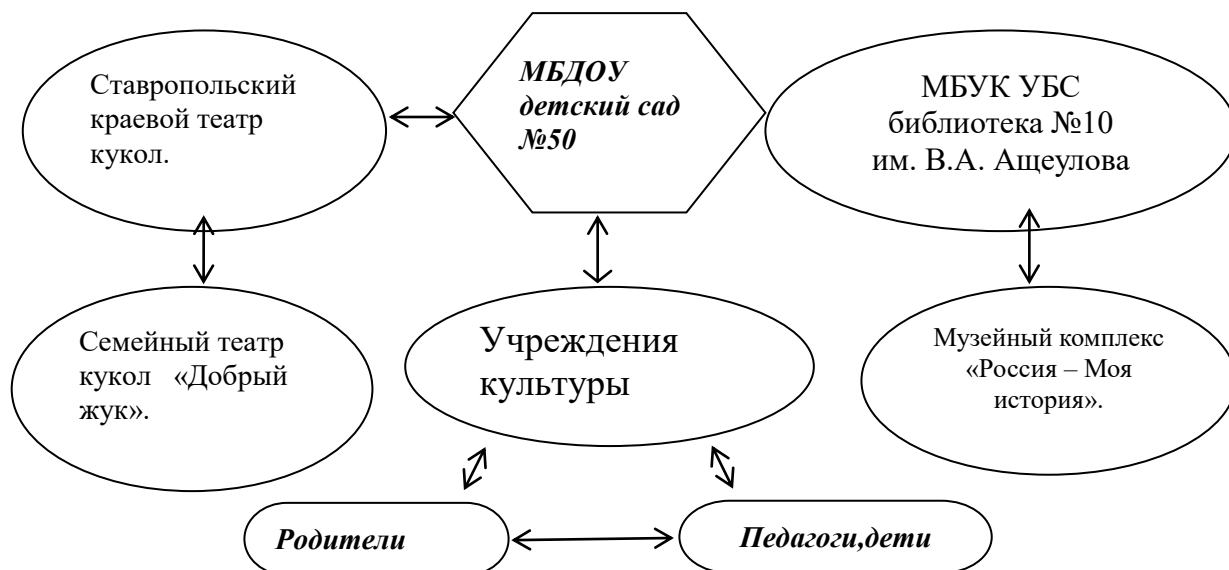 Ставропольский
краевой театр
кукол.
МБДОУ
детский сад
№50
МБУК УБС
библиотека №10
им. В.А. Ащеулова
Семейный театр
кукол «Добрый
жук».
Учреждения
культуры
Музейный комплекс
«Россия – Моя
история».
Родители
Педагоги,дети